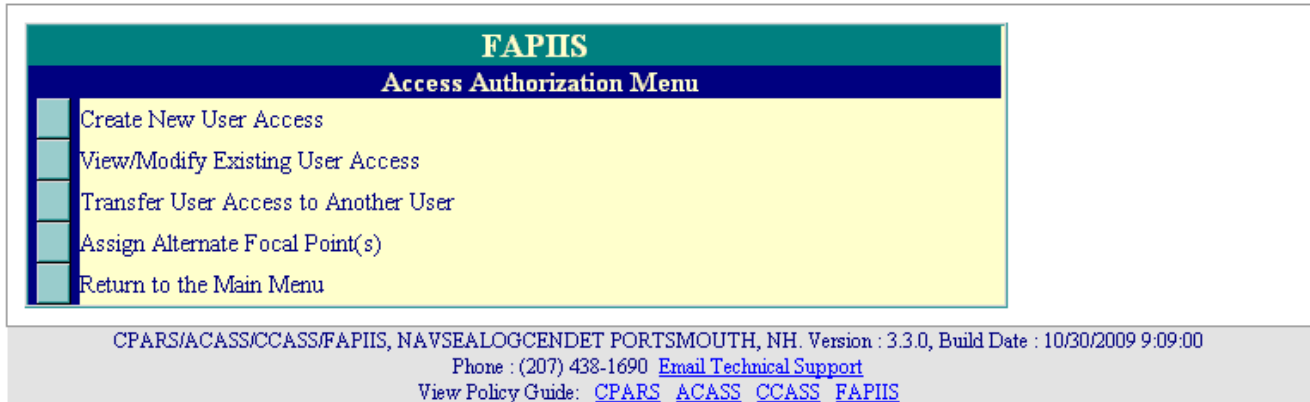 FAPIIS
Access Authorization Menu
Create New User Access
View/Modify Existing User Access
Transfer User Access to Another User
Assign Alternate Focal Point(s)
Return to the Main Menu
CPARS/ACASS/CCASS/FAPIIS, NAVSEALOGCENDET PORTSMOUTH, NH. Version : 3.3.0, Build Date : 10/30/2009 9:09:00
Phone : (207) 438-1690 Email Technical Support
View Policy Guide: CPARS ACASS CCASS FAPIIS